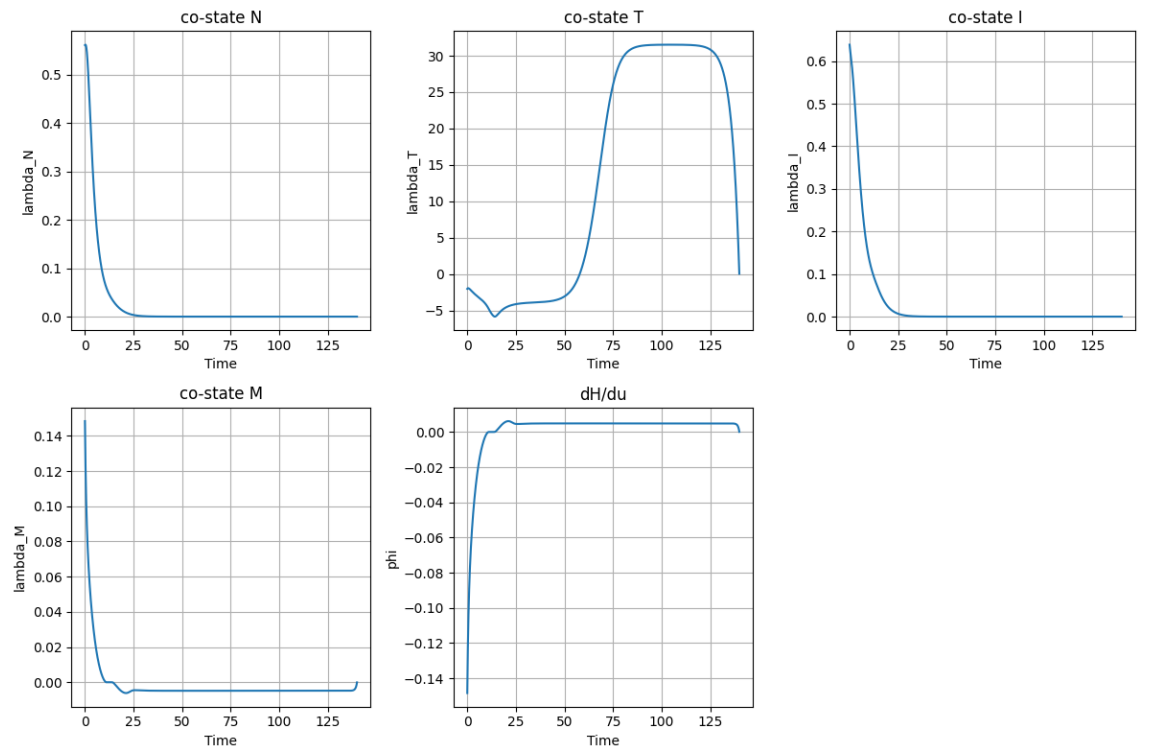 co-state N
lambda_N
0.5
0.4
0.3
0.2
0.1
0.0
0 25 50 75 100 125
Time
co-state T
lambda_T
30
25
20
15
10
5
0
−5
0 25 50 75 100 125
Time
co-state I
lambda_I
0.6
0.5
0.4
0.3
0.2
0.1
0.0
0 25 50 75 100 125
Time
co-state M
lambda_M
0.14
0.12
0.10
0.08
0.06
0.04
0.02
0.00
0 25 50 75 100 125
Time
dH/du
phi
0.00
−0.02
−0.04
−0.06
−0.08
−0.10
−0.12
−0.14
0 25 50 75 100 125
Time